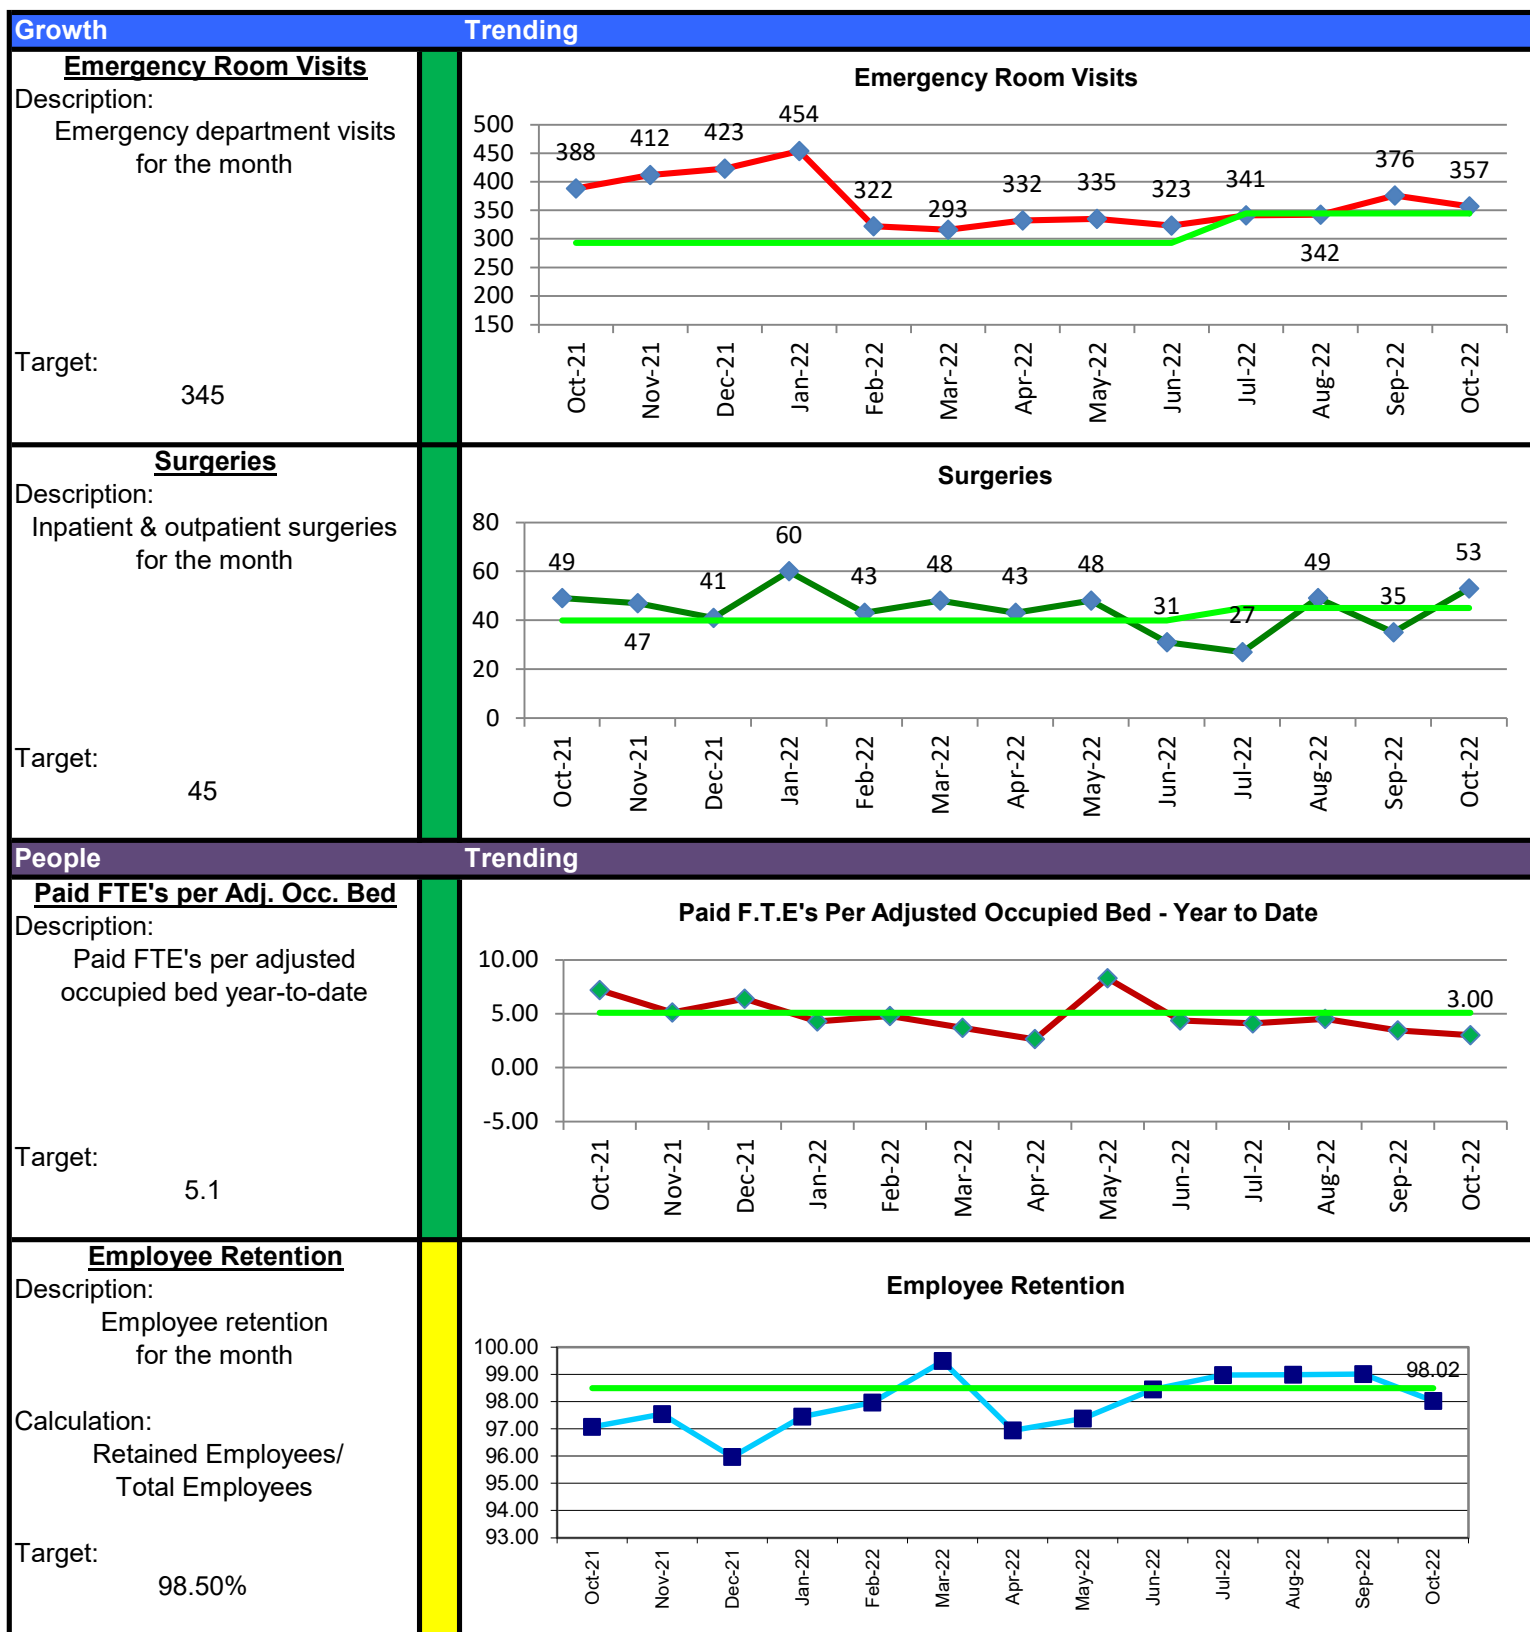 Growth Trending
Emergency Room Visits
Description:
Emergency department visits
for the month
Target:
345
Emergency Room Visits
500
450
400
350
300
250
200
150
388 412 423 454 322 293 332 335 323 341 342 376 357
Oct-21 Nov-21 Dec-21 Jan-22 Feb-22 Mar-22 Apr-22 May-22 Jun-22 Jul-22 Aug-22 Sep-22 Oct-22
Surgeries
Description:
Inpatient & outpatient surgeries
for the month
Target:
45
Surgeries
80
60
40
20
0
49 47 41 60 43 48 43 48 31 27 49 35 53
Oct-21 Nov-21 Dec-21 Jan-22 Feb-22 Mar-22 Apr-22 May-22 Jun-22 Jul-22 Aug-22 Sep-22 Oct-22
People Trending
Paid FTE's per Adj. Occ. Bed
Description:
Paid FTE's per adjusted
occupied bed year-to-date
Target:
5.1
Paid F.T.E's Per Adjusted Occupied Bed - Year to Date
10.00
5.00
0.00
-5.00
3.00
Oct-21 Nov-21 Dec-21 Jan-22 Feb-22 Mar-22 Apr-22 May-22 Jun-22 Jul-22 Aug-22 Sep-22 Oct-22
Employee Retention
Description:
Employee retention
for the month
Calculation:
Retained Employees/
Total Employees
Target:
98.50%
Employee Retention
100.00
99.00
98.00
97.00
96.00
95.00
94.00
93.00
98.02
Oct-21 Nov-21 Dec-21 Jan-22 Feb-22 Mar-22 Apr-22 May-22 Jun-22 Jul-22 Aug-22 Sep-22 Oct-22